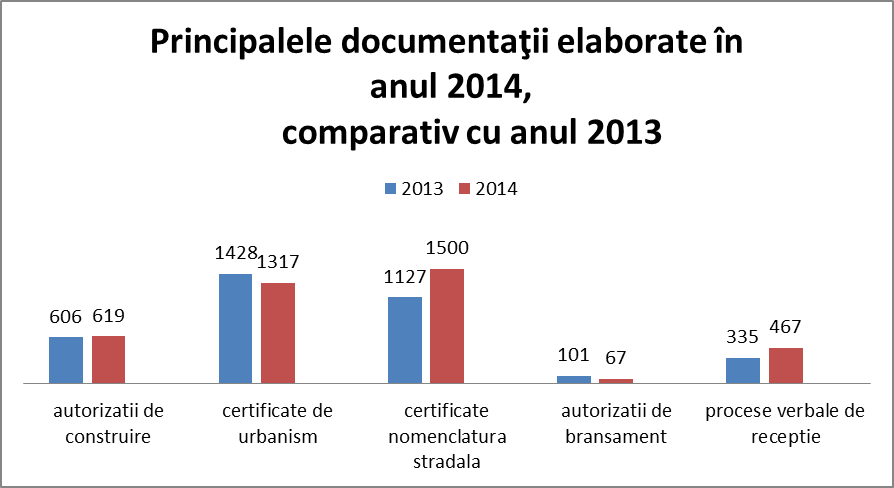 Principalele documentaţii elaborate în
anul 2014,
comparativ cu anul 2013
2013 2014
606 619
1428 1317
1127 1500
101 67
335 467
autorizatii de
construire
certificate de
urbanism
certificate
nomenclatura
stradala
autorizatii de
bransament
procese verbale de
receptie